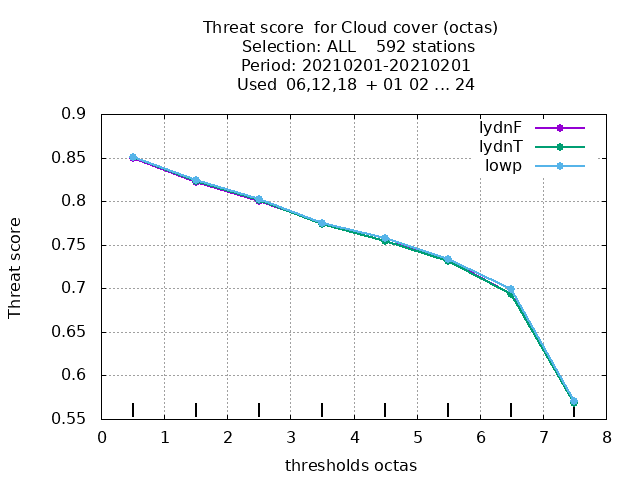 Threat score  for Cloud cover (octas)
Selection: ALL    592 stations
Period: 20210201-20210201
Used  06,12,18  + 01 02 ... 24
lydnF
lydnT
lowp
Threat score
0.9
0.85
0.8
0.75
0.7
0.65
0.6
0.55
0 1 2 3 4 5 6 7 8
thresholds octas